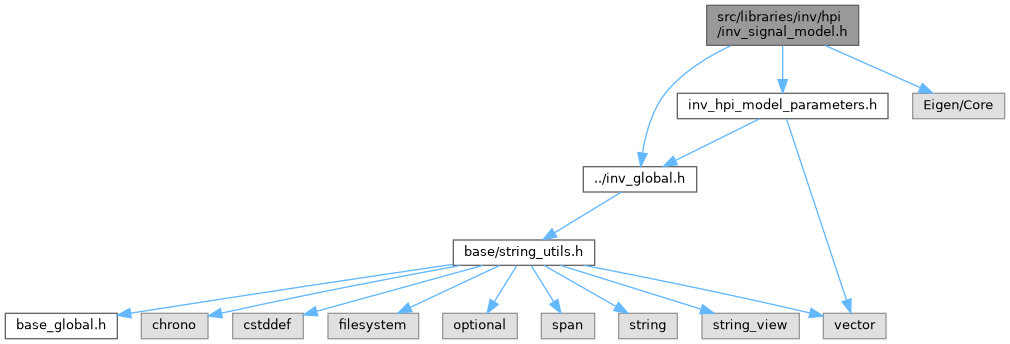 src/libraries/inv/hpi
/inv_signal_model.h
inv_hpi_model_parameters.h
Eigen/Core
../inv_global.h
base/string_utils.h
base_global.h
chrono
cstddef
filesystem
optional
span
string
string_view
vector